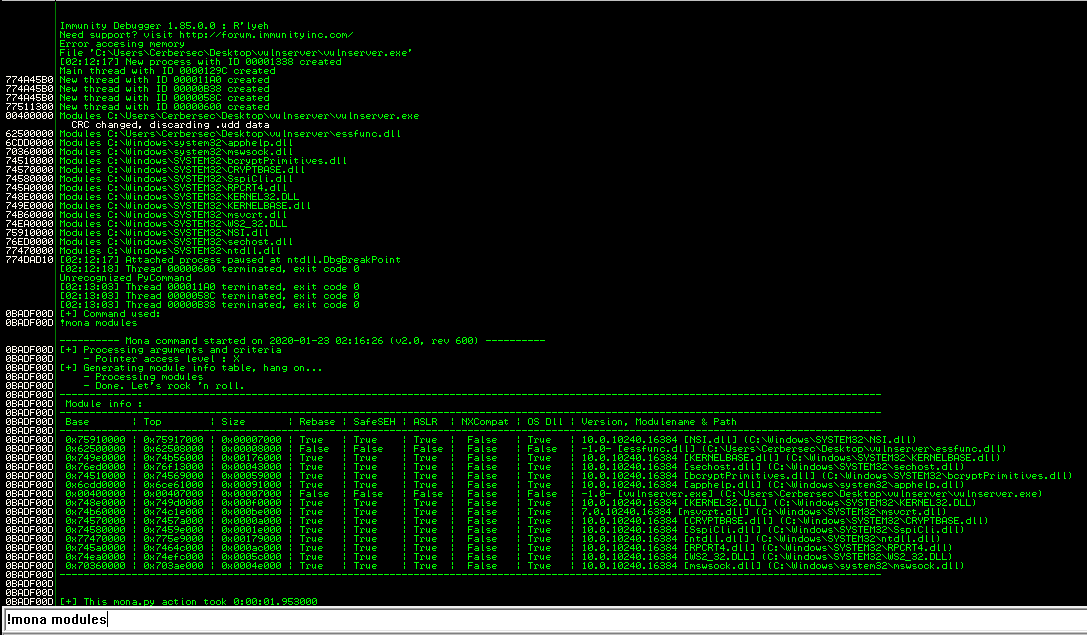 Immunity Debugger 1.85.0.0 : R'lyeh
Need support? visit http://forum.immunityinc.com/
Error accesing memory
File 'C:\Users\Cerbersec\Desktop\vulnserver\vulnserver.exe'
[02:12:17] New process with ID 00001338 created
Main thread with ID 0000129C created
774A45B0 New thread with ID 000011A0 created
774A45B0 New thread with ID 00000B38 created
774A45B0 New thread with ID 0000058C created
77511300 New thread with ID 00000600 created
00400000 Modules C:\Users\Cerbersec\Desktop\vulnserver\vulnserver.exe
CRC changed, discarding .udd data
62500000 Modules C:\Users\Cerbersec\Desktop\vulnserver\essfunc.dll
6CDD0000 Modules C:\Windows\system32\apphelp.dll
70360000 Modules C:\Windows\system32\mswsock.dll
74510000 Modules C:\Windows\SYSTEM32\bcryptPrimitives.dll
74570000 Modules C:\Windows\SYSTEM32\CRYPTBASE.dll
74580000 Modules C:\Windows\SYSTEM32\SspiCli.dll
745A0000 Modules C:\Windows\SYSTEM32\RPCRT4.dll
748E0000 Modules C:\Windows\SYSTEM32\KERNEL32.DLL
749E0000 Modules C:\Windows\SYSTEM32\KERNELBASE.dll
74B60000 Modules C:\Windows\SYSTEM32\msvcrt.dll
74EA0000 Modules C:\Windows\SYSTEM32\WS2_32.DLL
75910000 Modules C:\Windows\SYSTEM32\NSI.dll
76ED0000 Modules C:\Windows\SYSTEM32\sechost.dll
77470000 Modules C:\Windows\SYSTEM32\ntdll.dll
774DAD10 [02:12:17] Attached process paused at ntdll.DbgBreakPoint
[02:12:18] Thread 00000600 terminated, exit code 0
Unrecognized PyCommand
[02:13:03] Thread 000011A0 terminated, exit code 0
[02:13:03] Thread 0000058C terminated, exit code 0
[02:13:03] Thread 00000B38 terminated, exit code 0
0BADF00D [+] Command used:
0BADF00D !mona modules
---------- Mona command started on 2020-01-23 02:16:26 (v2.0, rev 600) ----------
0BADF00D [+] Processing arguments and criteria
0BADF00D - Pointer access level : X
0BADF00D [+] Generating module info table, hang on...
0BADF00D - Processing modules
0BADF00D - Done. Let's rock 'n roll.
0BADF00D
0BADF00D Module info :
0BADF00D
0BADF00D Base | Top | Size | Rebase | SafeSEH | ASLR | NXCompat | OS Dll | Version, Modulename & Path
0BADF00D
0BADF00D 0x75910000 | 0x75917000 | 0x00007000 | True | True | True | False | True | 10.0.10240.16384 [NSI.dll] (C:\Windows\SYSTEM32\NSI.dll)
0BADF00D 0x62500000 | 0x62508000 | 0x00008000 | False | False | False | False | False | -1.0- [essfunc.dll] (C:\Users\Cerbersec\Desktop\vulnserver\essfunc.dll)
0BADF00D 0x749e0000 | 0x74b56000 | 0x00176000 | True | True | True | False | True | 10.0.10240.16384 [KERNELBASE.dll] (C:\Windows\SYSTEM32\KERNELBASE.dll)
0BADF00D 0x76ed0000 | 0x76f13000 | 0x00043000 | True | True | True | False | True | 10.0.10240.16384 [sechost.dll] (C:\Windows\SYSTEM32\sechost.dll)
0BADF00D 0x74510000 | 0x74569000 | 0x00059000 | True | True | True | False | True | 10.0.10240.16384 [bcryptPrimitives.dll] (C:\Windows\SYSTEM32\bcryptPrimitives.dll)
0BADF00D 0x6cdd0000 | 0x6ce61000 | 0x00091000 | True | True | True | False | True | 10.0.10240.16384 [apphelp.dll] (C:\Windows\system32\apphelp.dll)
0BADF00D 0x00400000 | 0x00407000 | 0x00007000 | False | False | False | False | False | -1.0- [vulnserver.exe] (C:\Users\Cerbersec\Desktop\vulnserver\vulnserver.exe)
0BADF00D 0x748e0000 | 0x749d0000 | 0x000f0000 | True | True | True | False | True | 10.0.10240.16384 [KERNEL32.DLL] (C:\Windows\SYSTEM32\KERNEL32.DLL)
0BADF00D 0x74b60000 | 0x74c1e000 | 0x000be000 | True | True | True | False | True | 7.0.10240.16384 [msvcrt.dll] (C:\Windows\SYSTEM32\msvcrt.dll)
0BADF00D 0x74570000 | 0x7457a000 | 0x0000a000 | True | True | True | False | True | 10.0.10240.16384 [CRYPTBASE.dll] (C:\Windows\SYSTEM32\CRYPTBASE.dll)
0BADF00D 0x74580000 | 0x7459e000 | 0x0001e000 | True | True | True | False | True | 10.0.10240.16384 [SspiCli.dll] (C:\Windows\SYSTEM32\SspiCli.dll)
0BADF00D 0x77470000 | 0x775e9000 | 0x00179000 | True | True | True | False | True | 10.0.10240.16384 [ntdll.dll] (C:\Windows\SYSTEM32\ntdll.dll)
0BADF00D 0x745a0000 | 0x7464c000 | 0x000ac000 | True | True | True | False | True | 10.0.10240.16384 [RPCRT4.dll] (C:\Windows\SYSTEM32\RPCRT4.dll)
0BADF00D 0x74ea0000 | 0x74efc000 | 0x0005c000 | True | True | True | False | True | 10.0.10240.16384 [WS2_32.DLL] (C:\Windows\SYSTEM32\WS2_32.DLL)
0BADF00D 0x70360000 | 0x703ae000 | 0x0004e000 | True | True | True | False | True | 10.0.10240.16384 [mswsock.dll] (C:\Windows\system32\mswsock.dll)
0BADF00D
0BADF00D
0BADF00D
0BADF00D [+] This mona.py action took 0:00:01.953000
!mona modules